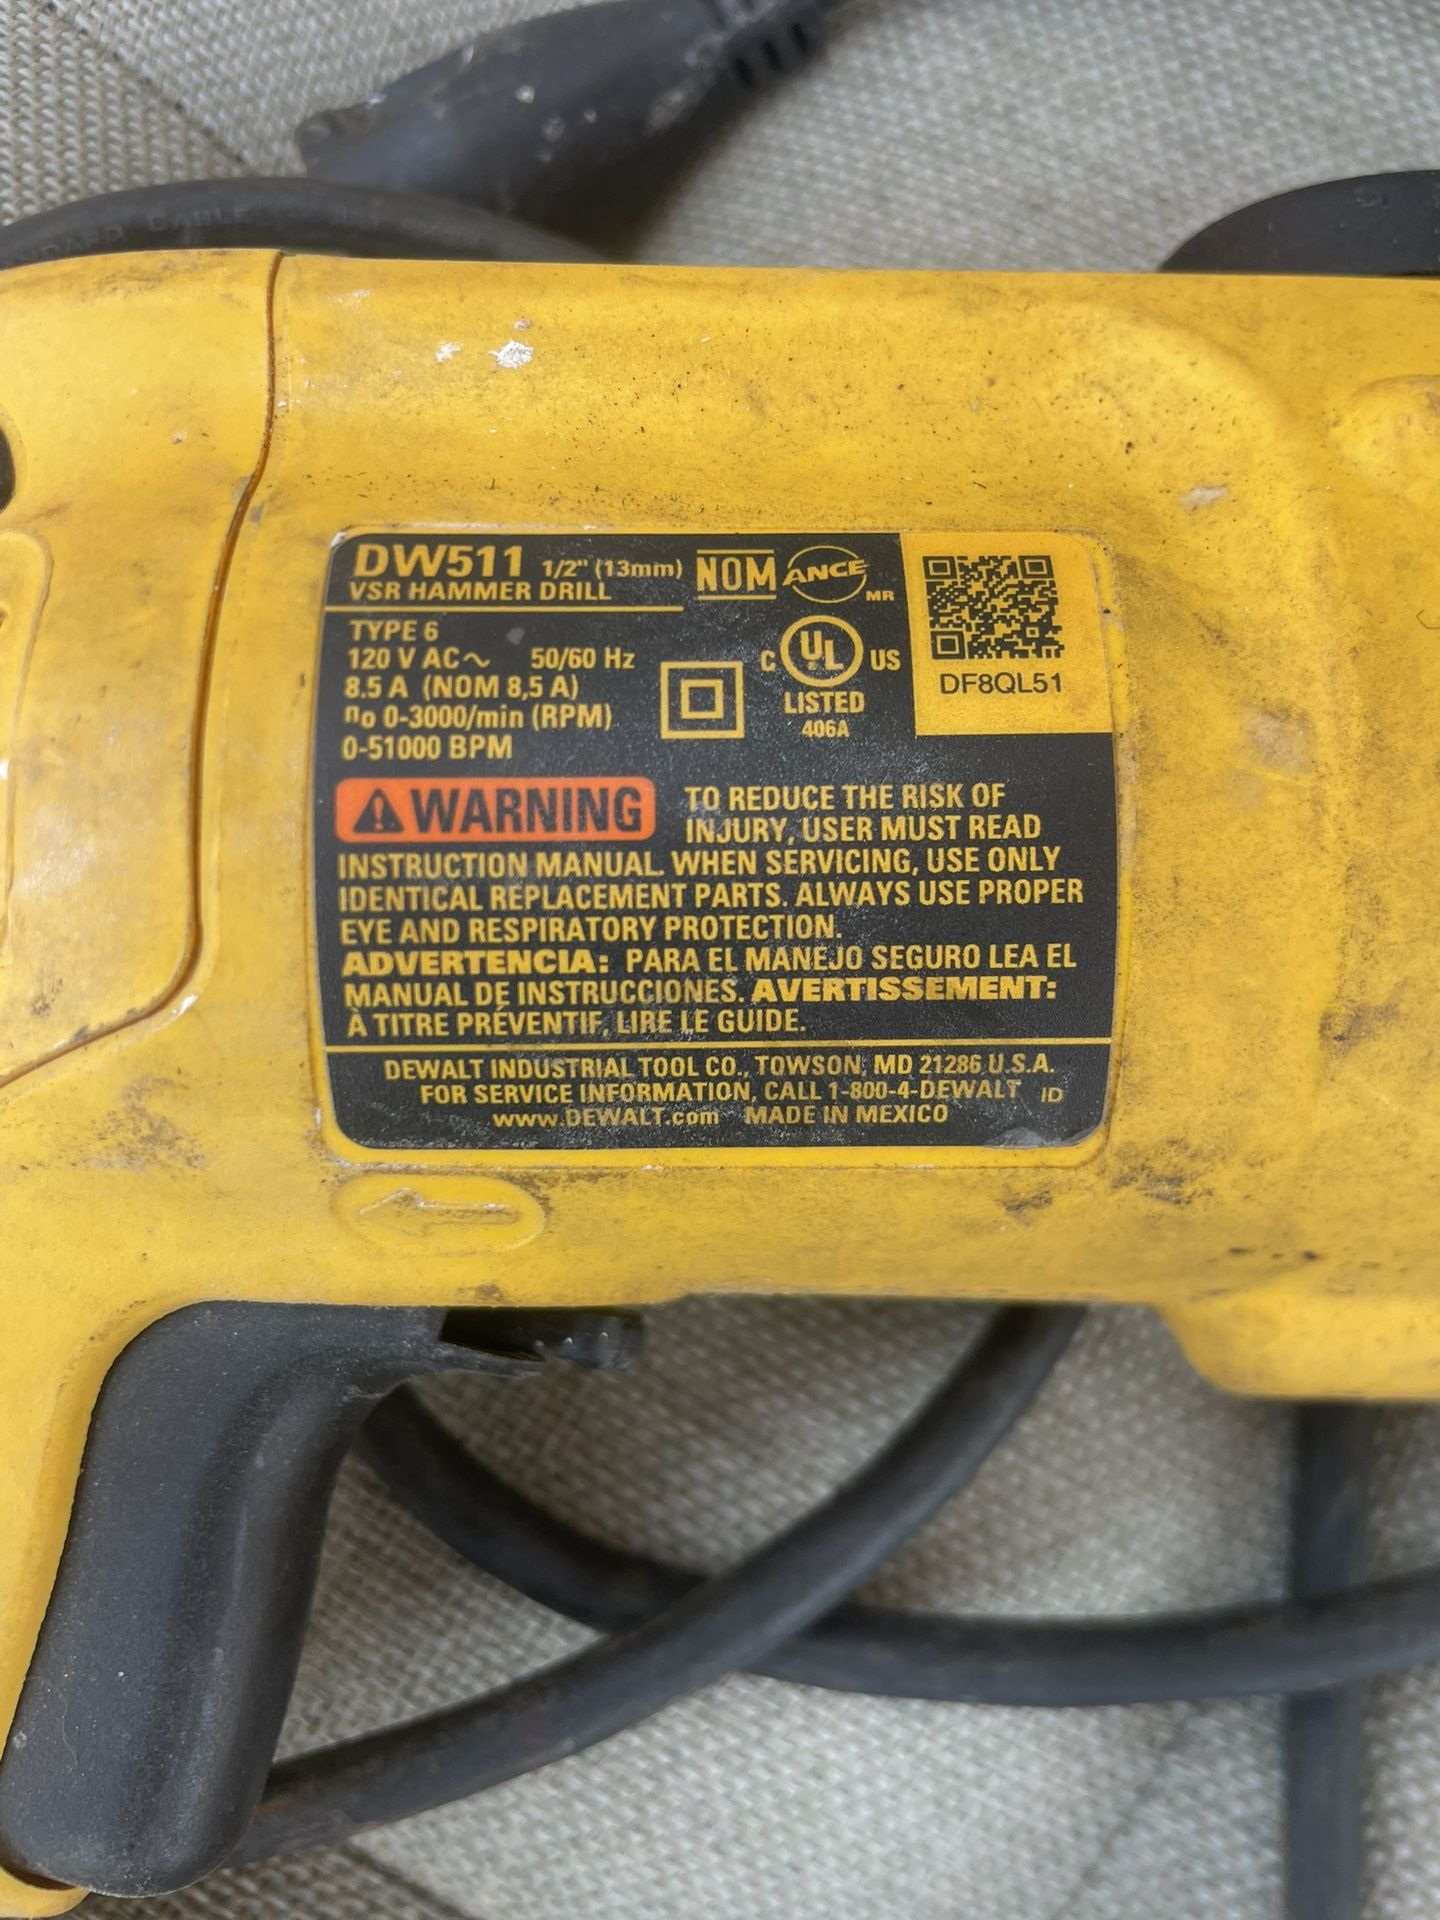 DW511 1/2" (13mm)
VSR HAMMER DRILL
NOM
ANCE
MR
TYPE 6
120 V AC~ 50/60 Hz
8.5 A (NOM 8,5 A)
no 0-3000/min (RPM)
0-51000 BPM
C UL US
LISTED
406A
DF8QL51
WARNING TO REDUCE THE RISK OF
INJURY, USER MUST READ
INSTRUCTION MANUAL. WHEN SERVICING, USE ONLY
IDENTICAL REPLACEMENT PARTS. ALWAYS USE PROPER
EYE AND RESPIRATORY PROTECTION.
ADVERTENCIA: PARA EL MANEJO SEGURO LEA EL
MANUAL DE INSTRUCCIONES. AVERTISSEMENT:
À TITRE PRÉVENTIF, LIRE LE GUIDE.
DEWALT INDUSTRIAL TOOL CO., TOWSON, MD 21286 U.S.A.
FOR SERVICE INFORMATION, CALL 1-800-4-DEWALT ID
www.DEWALT.com MADE IN MEXICO